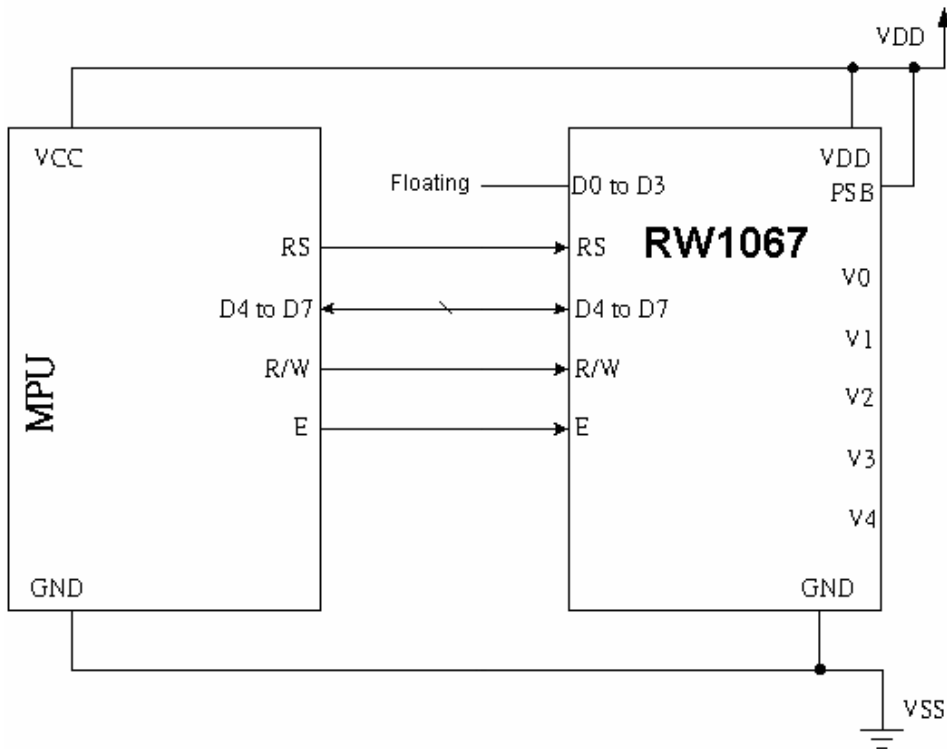 VDD
VCC
VDD
Floating
D0 to D3
PSB
RW1067
RS
RS
V0
D4 to D7
D4 to D7
V1
MPU
R/W
R/W
V2
E
E
V3
V4
GND
GND
VSS